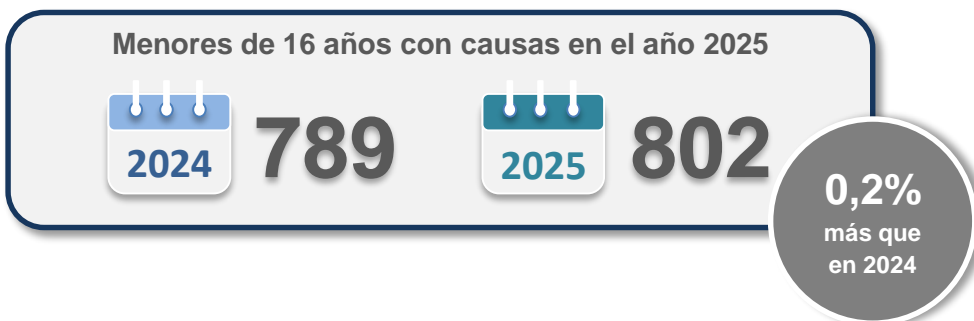 Menores de 16 años con causas en el año 2025
2024 789 2025 802
0,2%
más que
en 2024